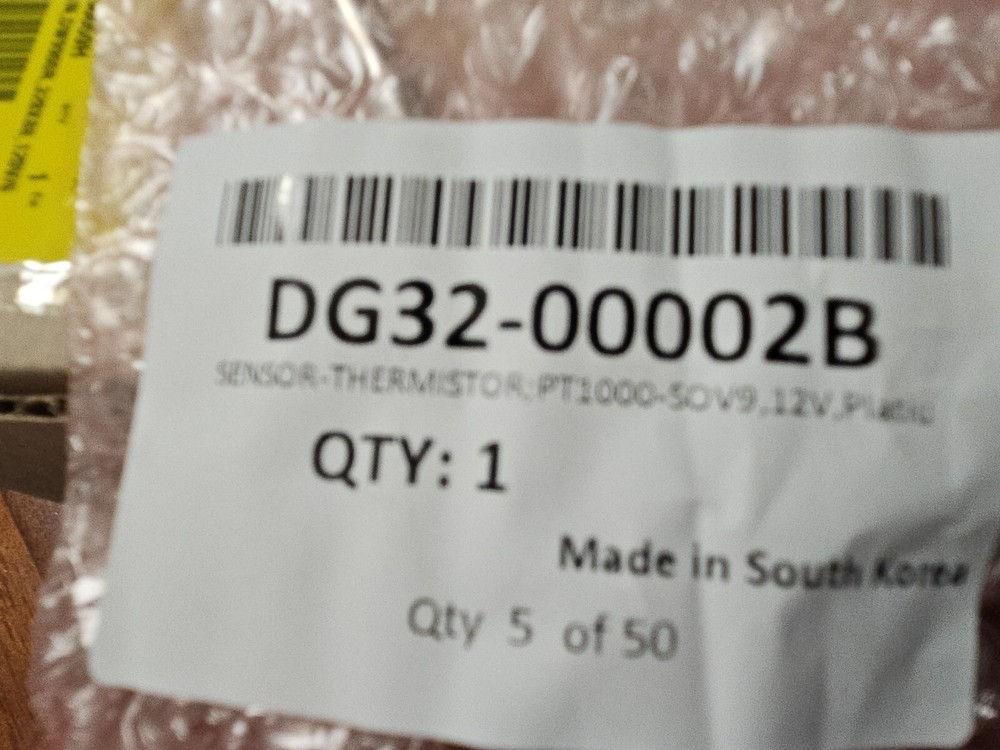 DG32-00002B
SENSOR-THERMISTOR;PT1000-SOV9,12V,
QTY: 1
Made in South Korea
Qty 5 of 50